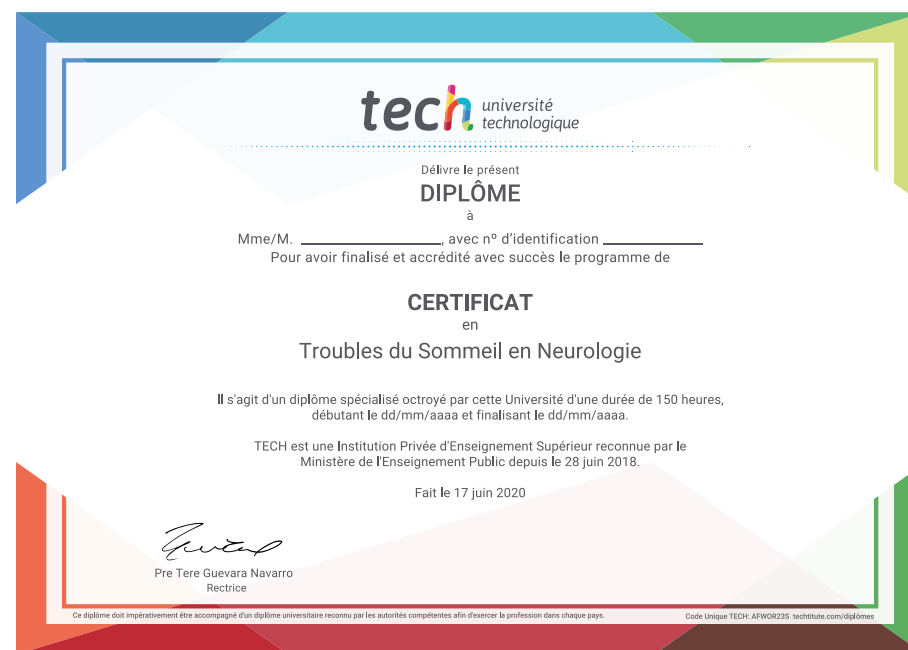 tech université
technologique
Délivre le présent
DIPLÔME
à
Mme/M. ____________________, avec nº d'identification ______________
Pour avoir finalisé et accrédité avec succès le programme de
CERTIFICAT
en
Troubles du Sommeil en Neurologie
Il s'agit d'un diplôme spécialisé octroyé par cette Université d'une durée de 150 heures,
débutant le dd/mm/aaaa et finalisant le dd/mm/aaaa.
TECH est une Institution Privée d'Enseignement Supérieur reconnue par le
Ministère de l'Enseignement Public depuis le 28 juin 2018.
Fait le 17 juin 2020
Pre Tere Guevara Navarro
Rectrice
Ce diplôme doit impérativement être accompagné d'un diplôme universitaire reconnu par les autorités compétentes afin d'exercer la profession dans chaque pays.
Code Unique TECH: AFWOR23S techtitute.com/diplômes